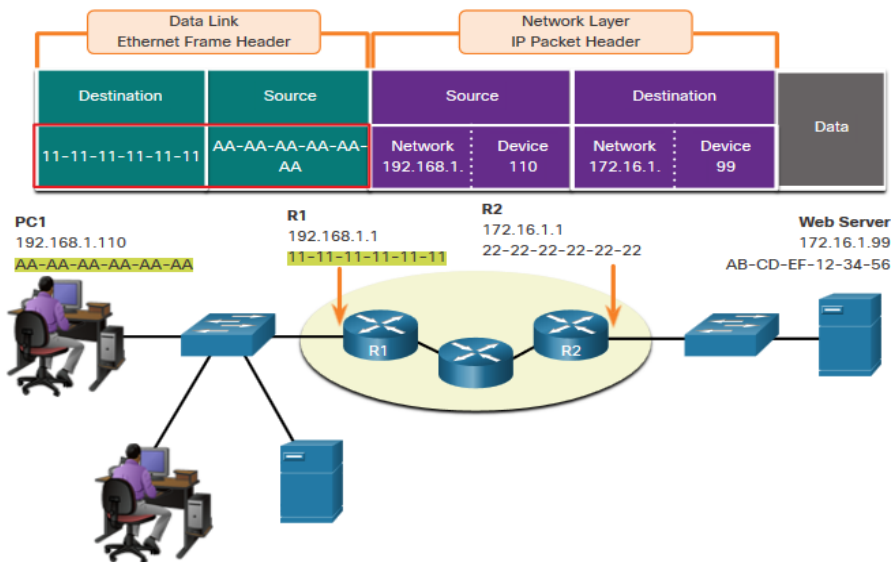 Data Link
Ethernet Frame Header
Network Layer
IP Packet Header
Destination
Source
Source
Destination
Data
11-11-11-11-11-11
AA-AA-AA-AA-AA-
AA
Network
192.168.1.
Device
110
Network
172.16.1.
Device
99
PC1
192.168.1.110
AA-AA-AA-AA-AA-AA
R1
192.168.1.1
11-11-11-11-11-11
R2
172.16.1.1
22-22-22-22-22-22
Web Server
172.16.1.99
AB-CD-EF-12-34-56
R1
R2